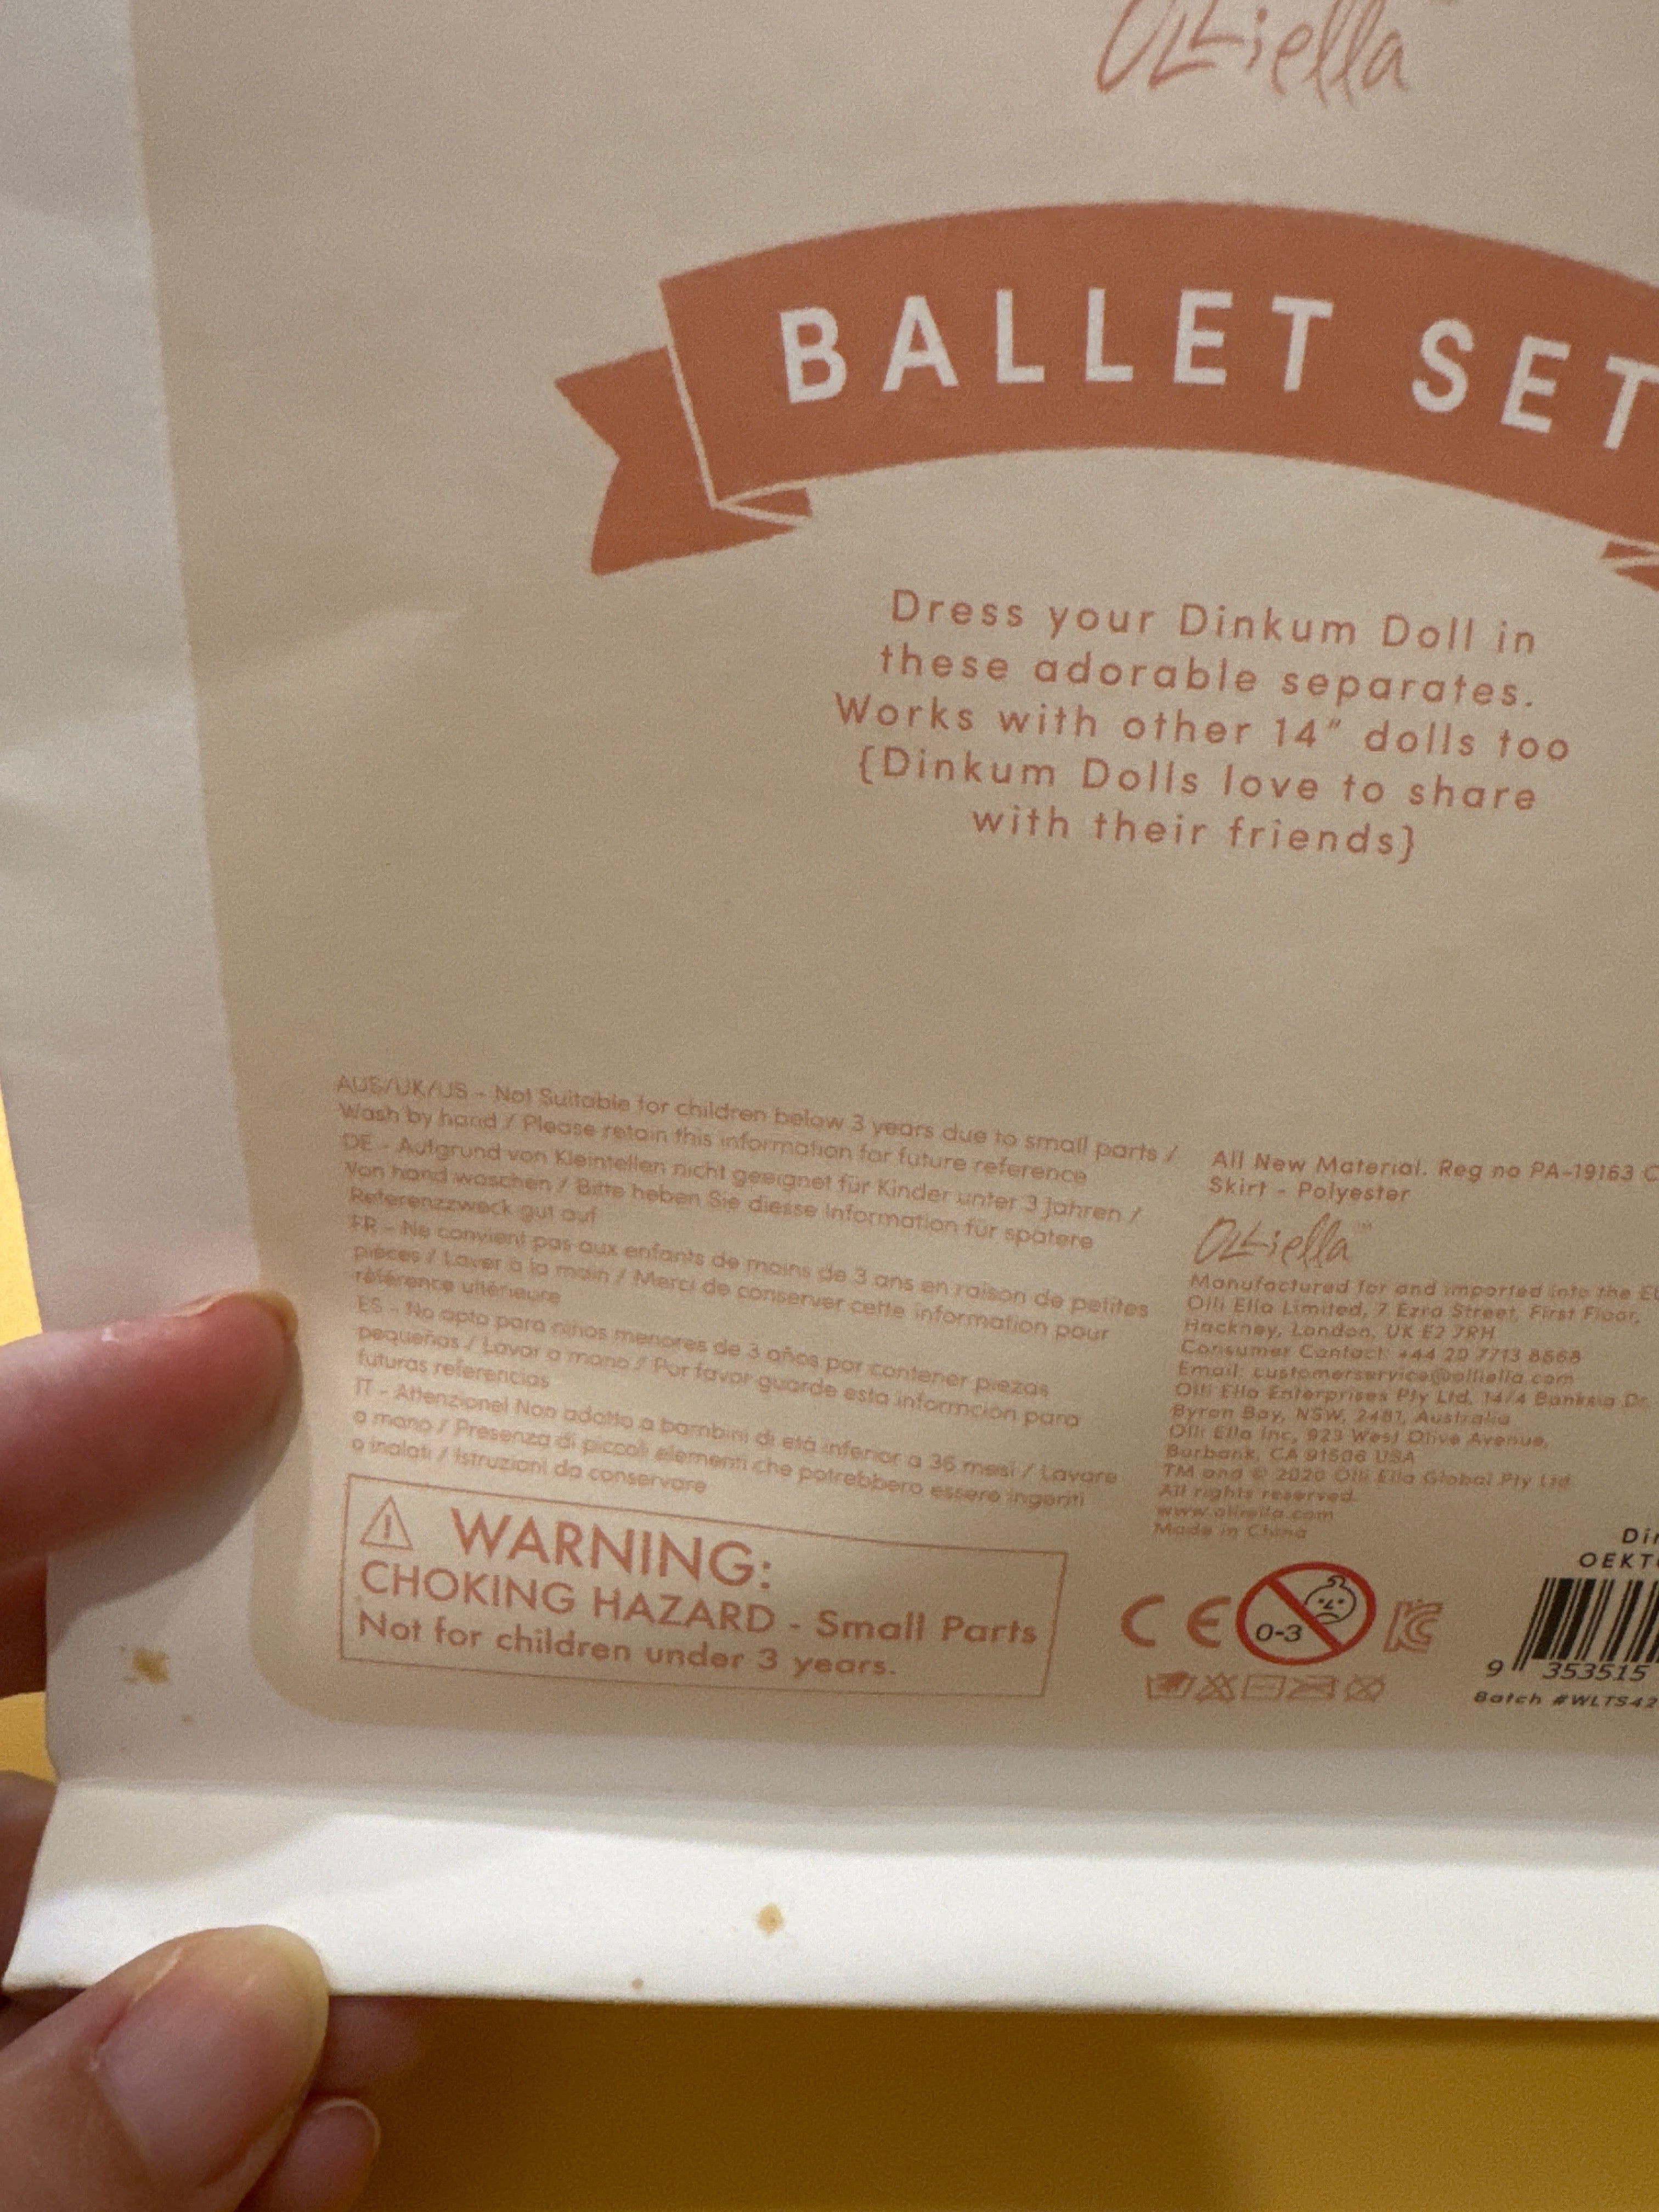 Olliella
BALLET SET
Dress your Dinkum Doll in
these adorable separates.
Works with other 14” dolls too
{Dinkum Dolls love to share
with their friends}
AUS/UK/US - Not Suitable for children below 3 years due to small parts /
Wash by hand / Please retain this information for future reference
DE - Aufgrund von Kleinteilen nicht geeignet für Kinder unter 3 Jahren /
Von hand waschen / Bitte heben Sie diesse Information für spätere
Referenzzweck gut auf
FR - Ne convient pas aux enfants de moins de 3 ans en raison de petites
pièces / Laver à la main / Merci de conserver cette information pour
référence ultérieure
ES - No apta para niños menores de 3 años por contener piezas
pequeñas / Lavar a mano / Por favor guarde esta informción para
futuras referencias
IT - Attenzione! Non adatto a bambini di età inferior a 36 mesi / Lavare
a mano / Presenza di piccoli elementi che potrebbero essere ingeriti
o inalati / Istruzioni da conservare
WARNING:
CHOKING HAZARD - Small Parts
Not for children under 3 years.
All New Material. Reg no PA-19163 C
Skirt - Polyester
Olliella™
Manufactured for and imported into the EU
Olli Ella Limited, 7 Ezra Street, First Floor,
Hackney, London, UK E2 7RH
Consumer Contact: +44 20 7713 8668
Email: customerservice@olliella.com
Olli Ella Enterprises Pty Ltd, 14/4 Banksia Dr
Byron Bay, NSW, 2481, Australia
Olli Ella Inc, 923 West Olive Avenue,
Burbank, CA 91506 USA
TM and © 2020 Olli Ella Global Pty Ltd
All rights reserved.
www.olliella.com
Made in China
CE 0-3 KC
Din
OEKT
9 353515
Batch #WLTS42